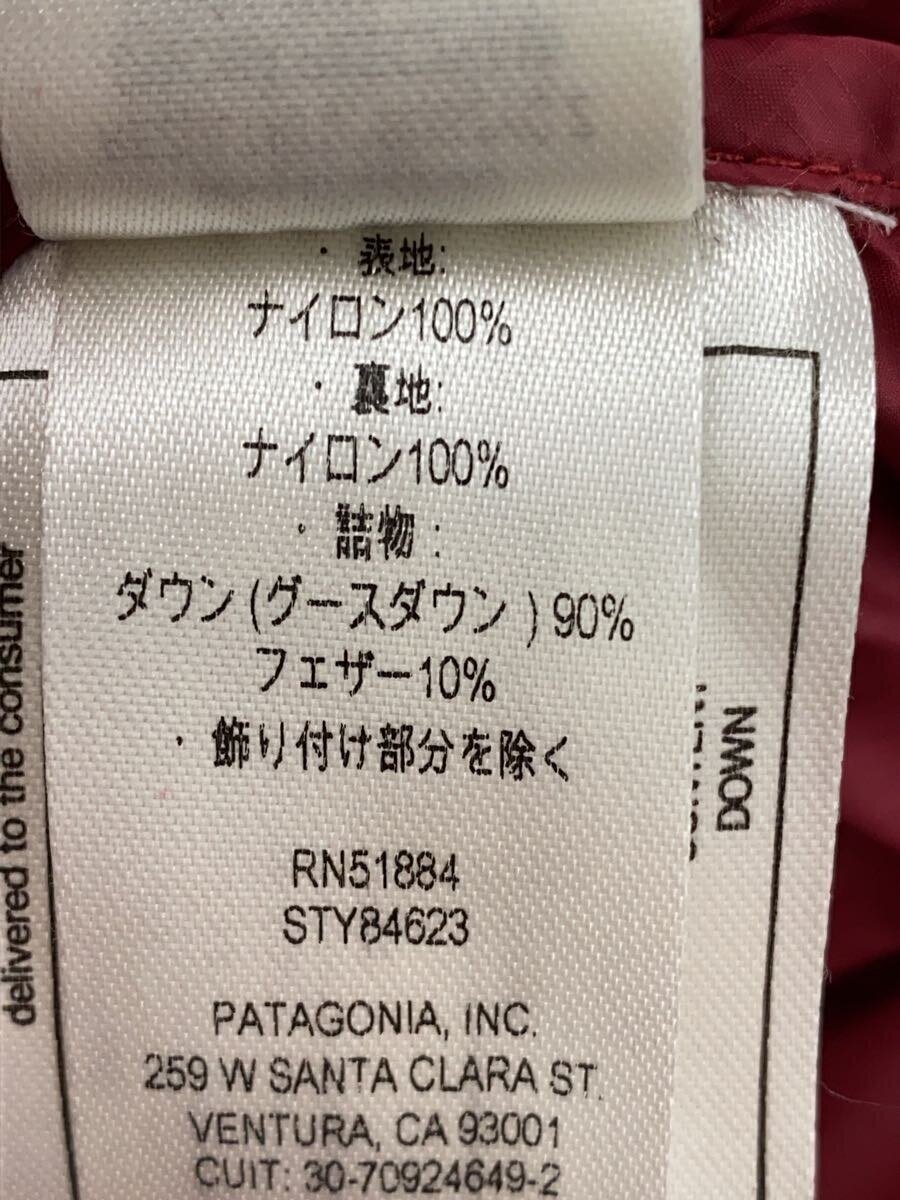 ・表地:
ナイロン100%
・裏地:
ナイロン100%
・詰物:
ダウン(グースダウン)90%
フェザー10%
・飾り付け部分を除く
RN51884
STY84623
PATAGONIA, INC.
259 W SANTA CLARA ST.
VENTURA, CA 93001
CUIT: 30-70924649-2
delivered to the consumer
DOWN